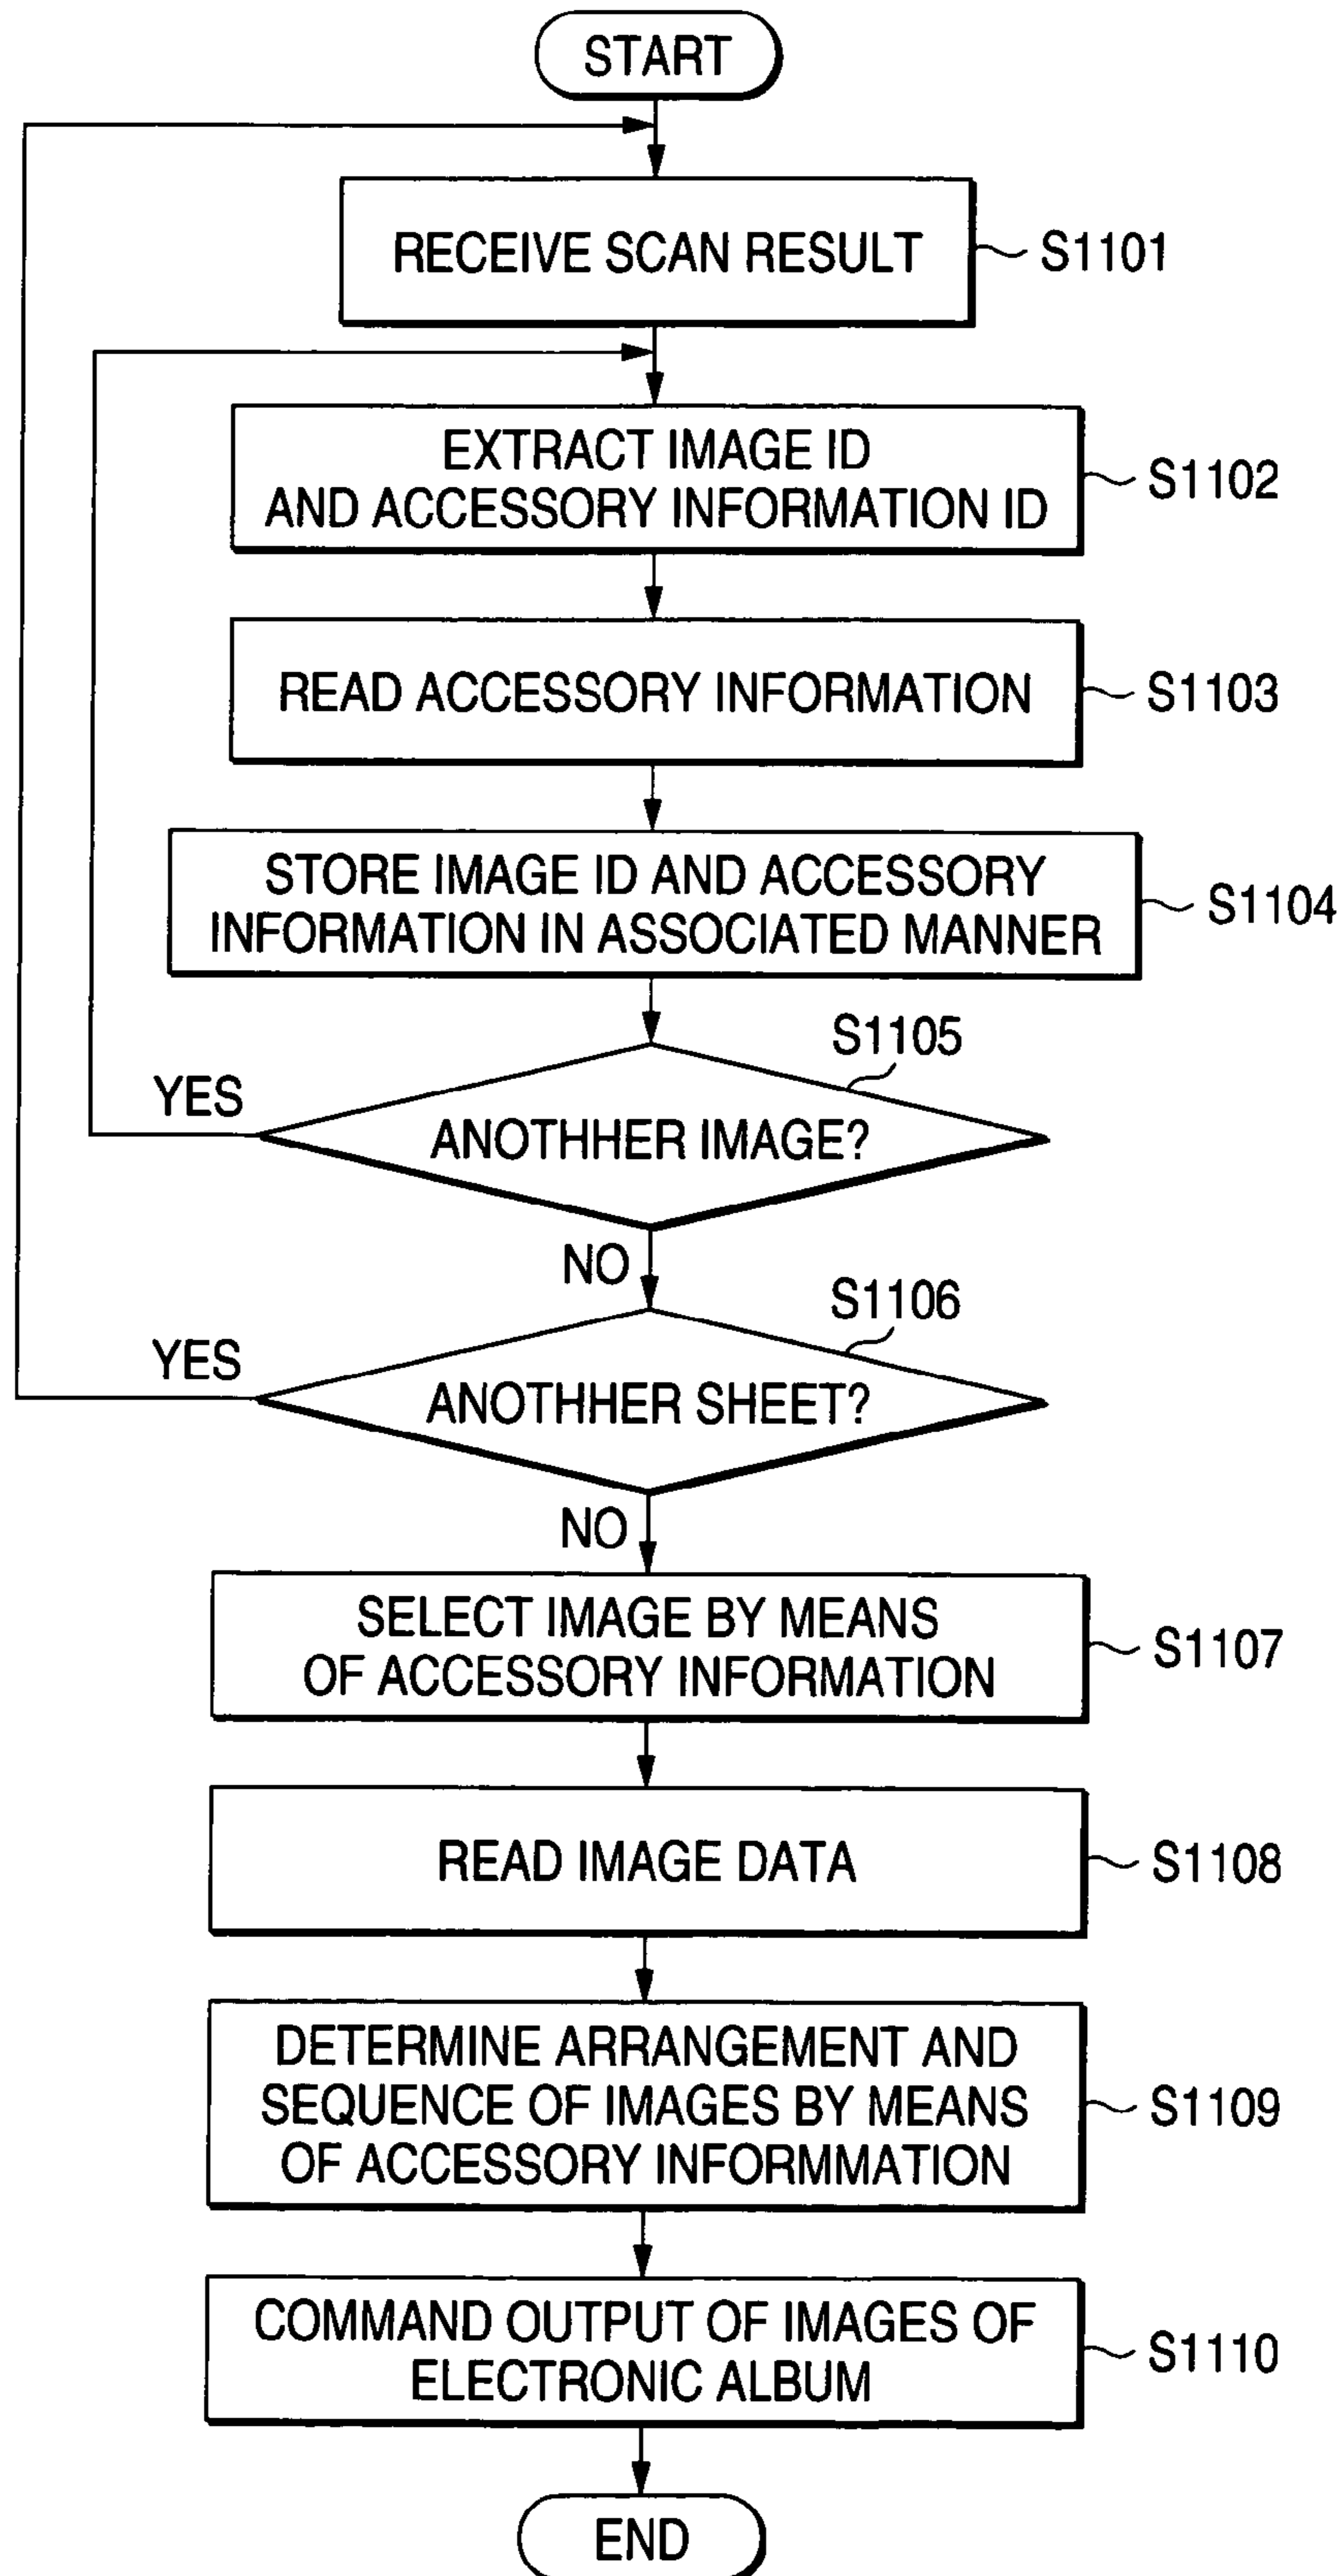 START
RECEIVE SCAN RESULT
S1101
EXTRACT IMAGE ID
AND ACCESSORY INFORMATION ID
S1102
READ ACCESSORY INFORMATION
S1103
STORE IMAGE ID AND ACCESSORY
INFORMATION IN ASSOCIATED MANNER
S1104
S1105
YES
ANOTHHER IMAGE?
NO
S1106
YES
ANOTHHER SHEET?
NO
SELECT IMAGE BY MEANS
OF ACCESSORY INFORMATION
S1107
READ IMAGE DATA
S1108
DETERMINE ARRANGEMENT AND
SEQUENCE OF IMAGES BY MEANS
OF ACCESSORY INFORMMATION
S1109
COMMAND OUTPUT OF IMAGES OF
ELECTRONIC ALBUM
S1110
END